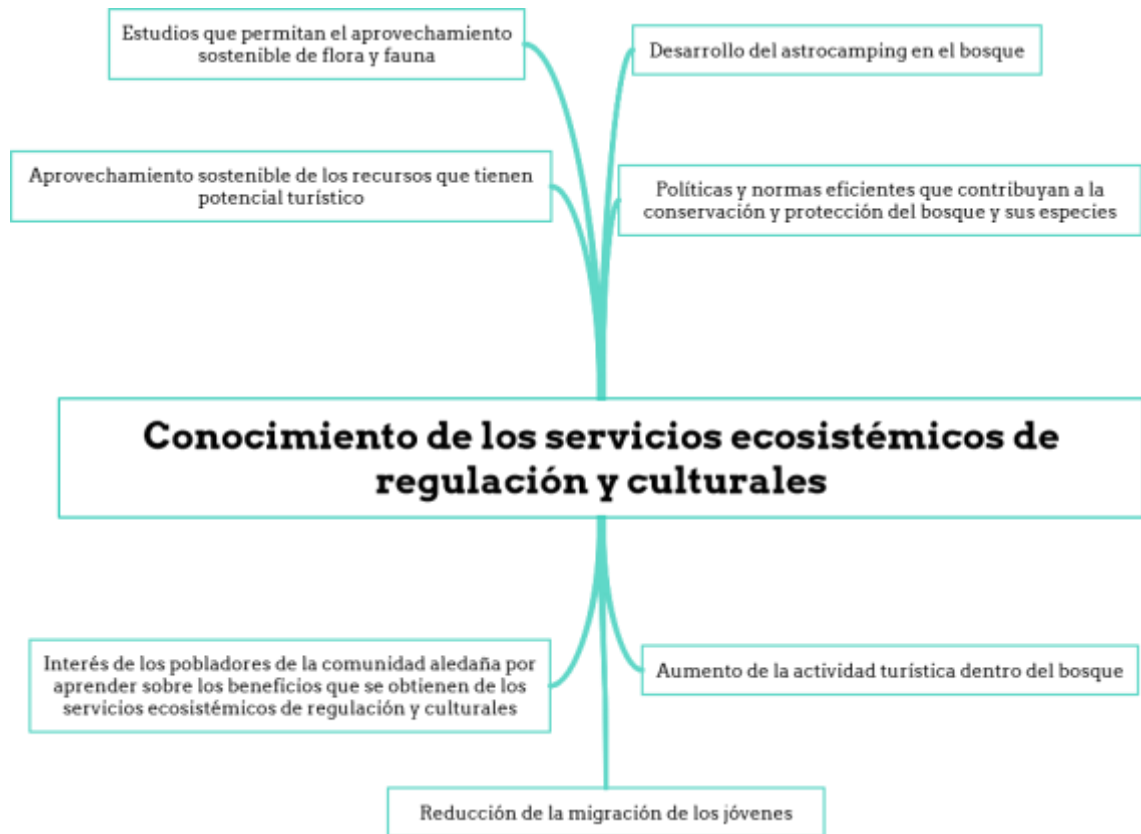 Estudios que permitan el aprovechamiento
sostenible de flora y fauna
Desarrollo del astrocamping en el bosque
Aprovechamiento sostenible de los recursos que tienen
potencial turístico
Políticas y normas eficientes que contribuyan a la
conservación y protección del bosque y sus especies
Conocimiento de los servicios ecosistémicos de
regulación y culturales
Interés de los pobladores de la comunidad aledaña por
aprender sobre los beneficios que se obtienen de los
servicios ecosistémicos de regulación y culturales
Aumento de la actividad turística dentro del bosque
Reducción de la migración de los jóvenes